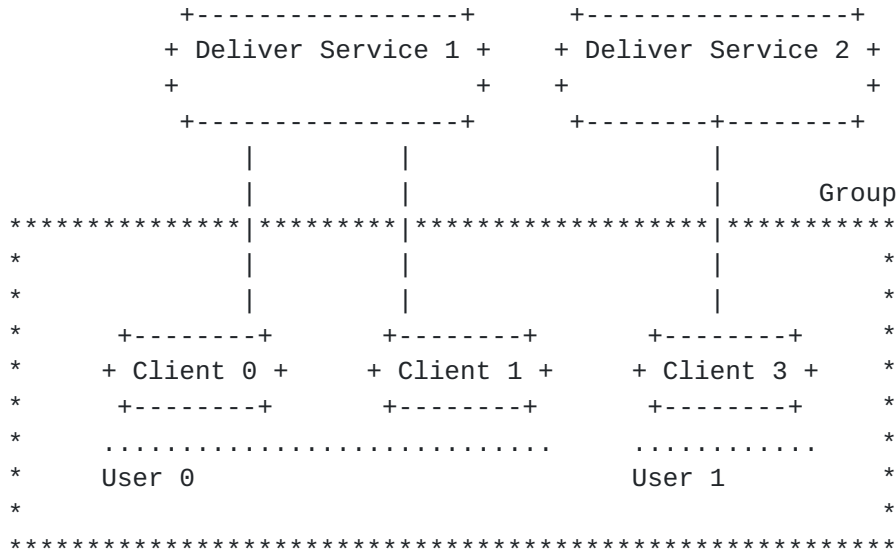 +-----------------+ +-----------------+
+ Deliver Service 1 + + Deliver Service 2 +
+ + + +
+-----------------+ +--------+--------+
| | |
| | | Group
***************|*********|*******************|***********
* | | | *
* | | | *
* +--------+ +--------+ +--------+ *
* + Client 0 + + Client 1 + + Client 3 + *
* +--------+ +--------+ +--------+ *
* ............................. ............ *
* User 0 User 1 *
* *
*********************************************************